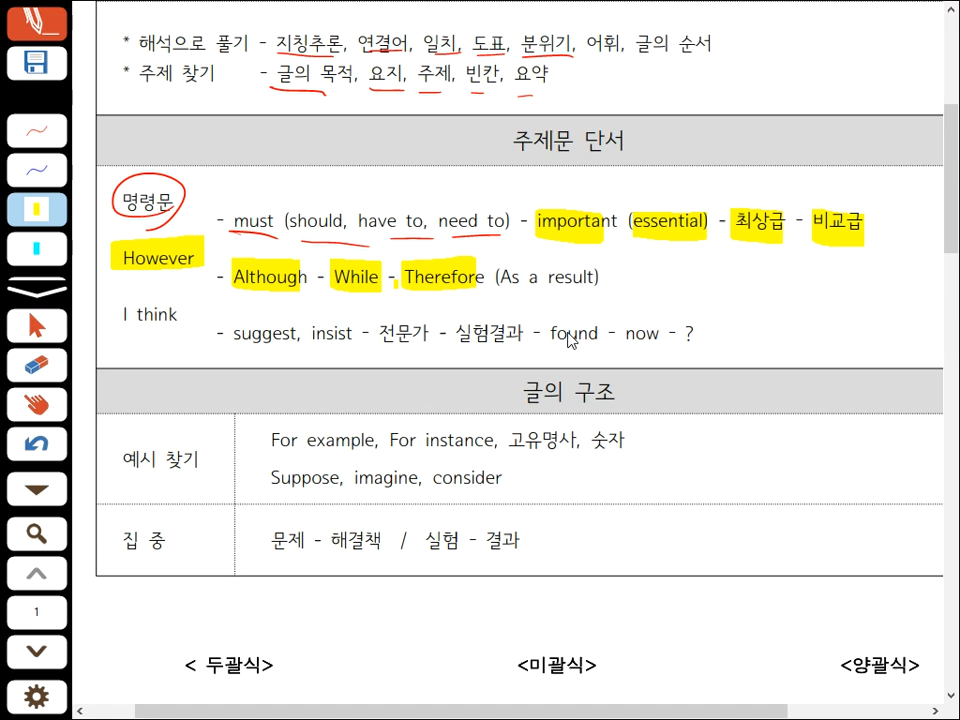 * 해석으로 풀기 - 지칭추론, 연결어, 일치, 도표, 분위기, 어휘, 글의 순서
* 주제 찾기 - 글의 목적, 요지, 주제, 빈칸, 요약
주제문 단서
명령문
- must (should, have to, need to) - important (essential) - 최상급 - 비교급
However
- Although - While - Therefore (As a result)
I think
- suggest, insist - 전문가 - 실험결과 - found - now - ?
글의 구조
예시 찾기
For example, For instance, 고유명사, 숫자
Suppose, imagine, consider
집 중
문제 - 해결책 / 실험 - 결과
1
< 두괄식> <미괄식> <양괄식>